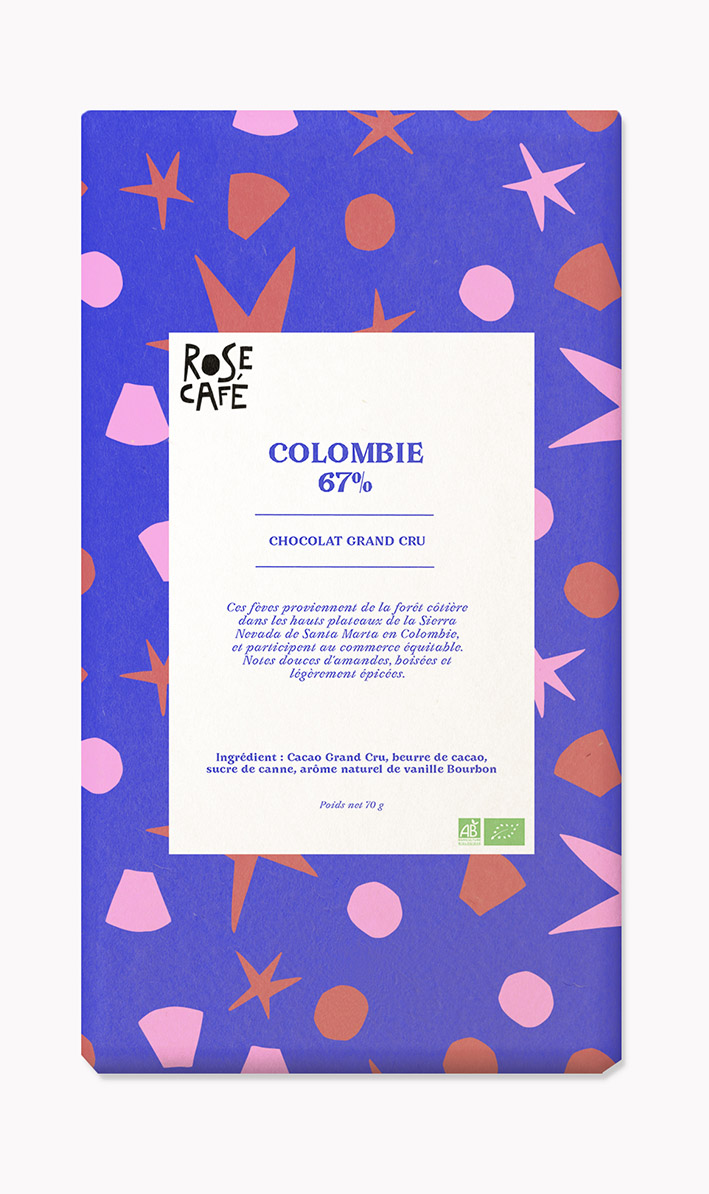 ROSE
CAFÉ
COLOMBIE
67%
CHOCOLAT GRAND CRU
Ces fèves proviennent de la forêt côtière
dans les hauts plateaux de la Sierra
Nevada de Santa Marta en Colombie,
et participent au commerce équitable.
Notes douces d'amandes, boisées et
légèrement épicées.
Ingrédient : Cacao Grand Cru, beurre de cacao,
sucre de canne, arôme naturel de vanille Bourbon
Poids net 70 g
AB